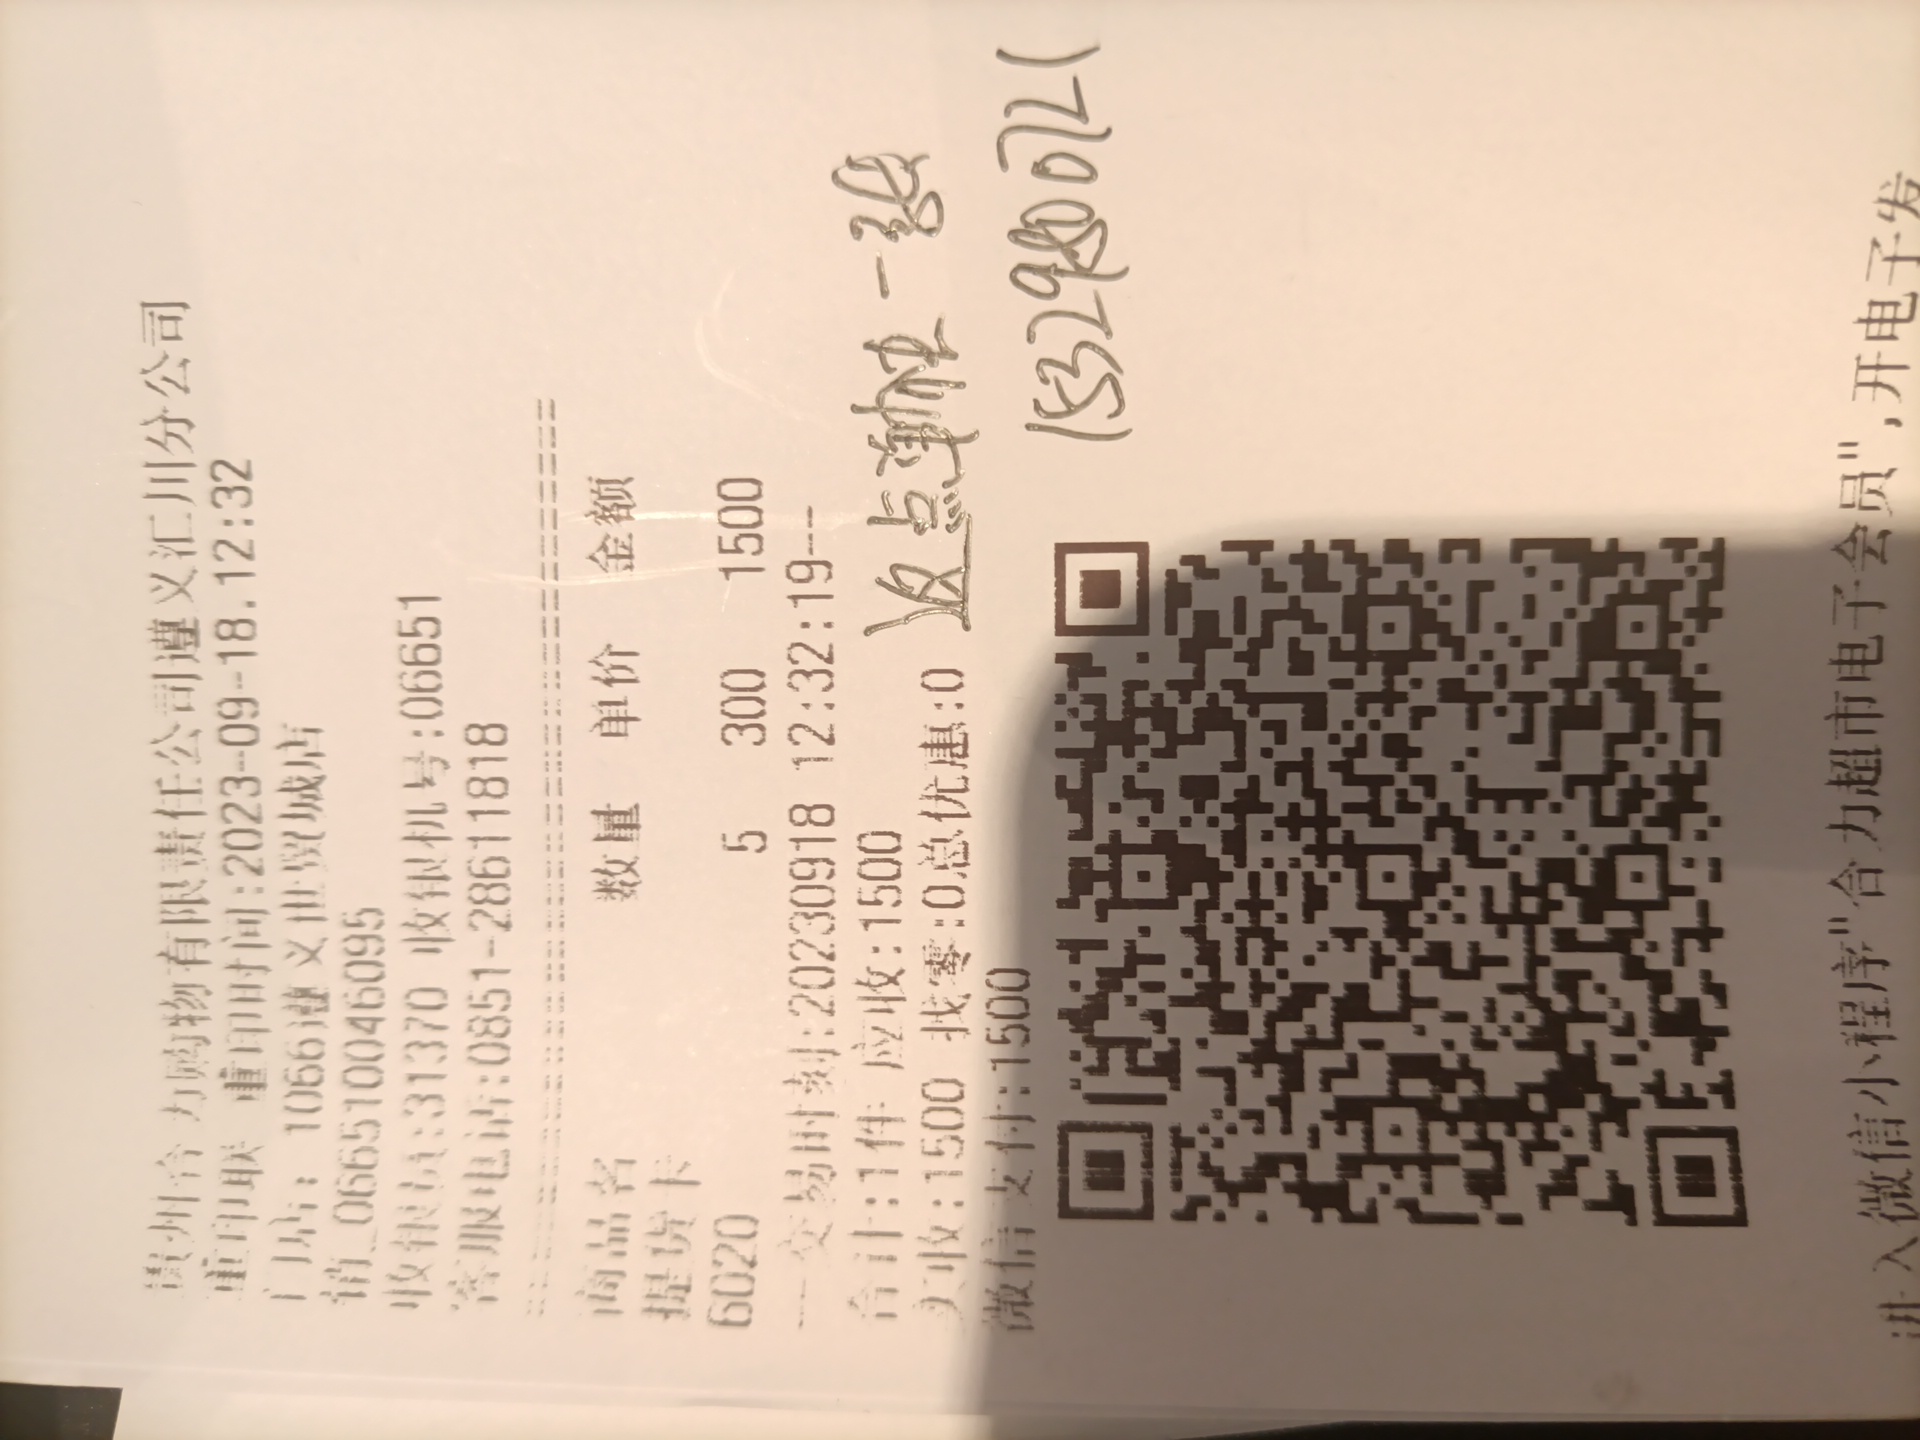 贵州合力购物有限责任公司遵义汇川分公司
重印联 重印时间:2023-09-18.12:32
门店: 1066遵义世贸城店
销_066510046095
收银员:31370 收银机号:06651
客服电话:0851-28611818
商品名 数量 单价 金额
提货卡
6020 5 300 1500
---交易时刻:20230918 12:32:19---
合计:1件 应收:1500
实收:1500 找零:0总优惠:0
微信支付:1500
返点蛋糕一张
进入微信小程序"合力超市电子会员",开电子发